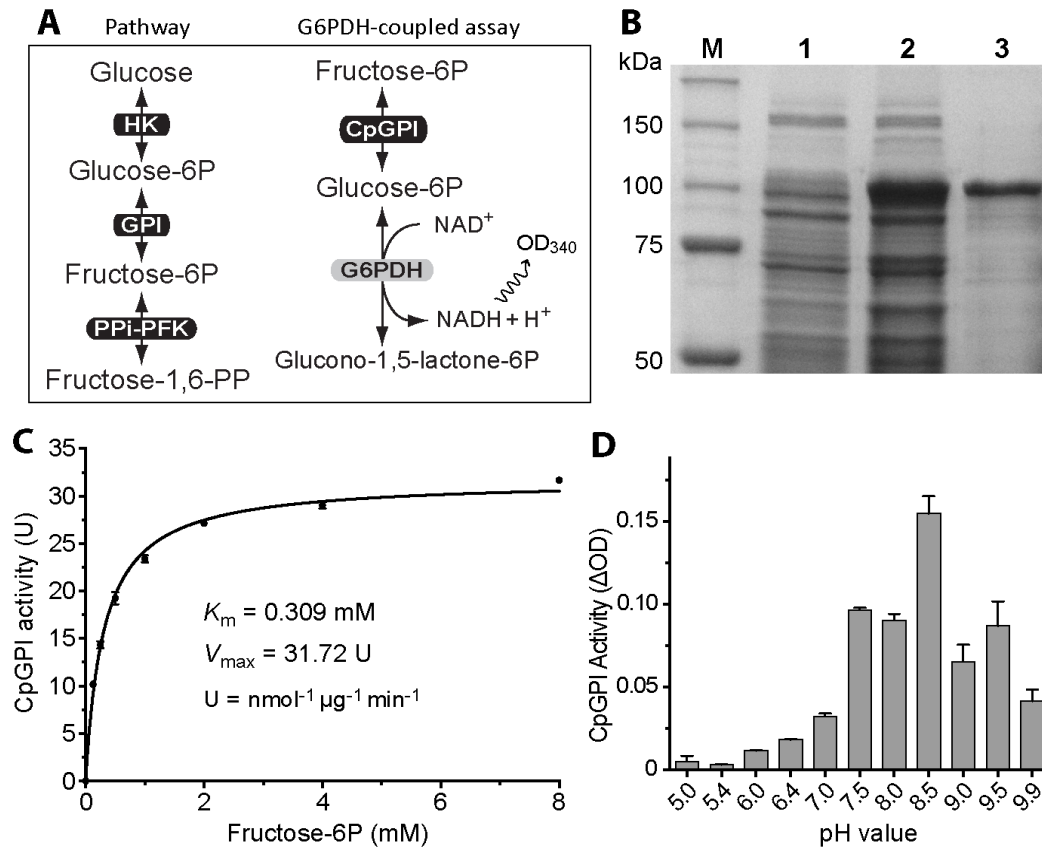 A
Pathway
G6PDH-coupled assay
Glucose
HK
Glucose-6P
GPI
Fructose-6P
PPi-PFK
Fructose-1,6-PP
Fructose-6P
CpGPI
Glucose-6P
NAD⁺
OD₃₄₀
G6PDH
NADH + H⁺
Glucono-1,5-lactone-6P
B
M 1 2 3
kDa
150
100
75
50
C
35
30
25
20
15
10
5
0
CpGPI activity (U)
Kₘ = 0.309 mM
Vₘₐₓ = 31.72 U
U = nmol⁻¹ µg⁻¹ min⁻¹
0 2 4 6 8
Fructose-6P (mM)
D
0.15
0.10
0.05
0
CpGPI Activity (ΔOD)
5.0 5.4 6.0 6.4 7.0 7.5 8.0 8.5 9.0 9.5 9.9
pH value